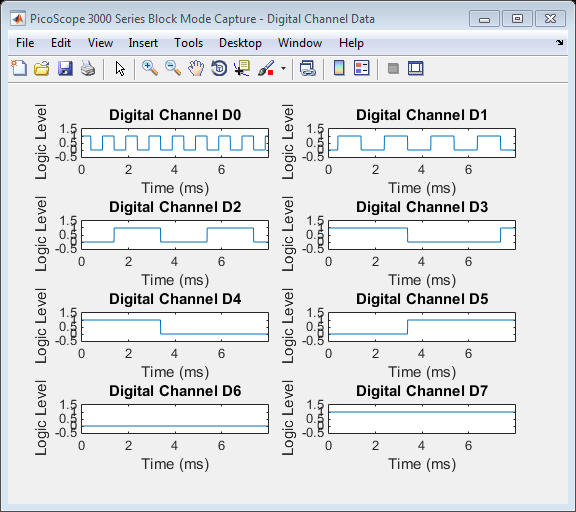 PicoScope 3000 Series Block Mode Capture - Digital Channel Data
File Edit View Insert Tools Desktop Window Help
Digital Channel D0
Logic Level
1.5
1
0.5
0
-0.5
0 2 4 6
Time (ms)
Digital Channel D1
Logic Level
1.5
1
0.5
0
-0.5
0 2 4 6
Time (ms)
Digital Channel D2
Logic Level
1.5
1
0.5
0
-0.5
0 2 4 6
Time (ms)
Digital Channel D3
Logic Level
1.5
1
0.5
0
-0.5
0 2 4 6
Time (ms)
Digital Channel D4
Logic Level
1.5
1
0.5
0
-0.5
0 2 4 6
Time (ms)
Digital Channel D5
Logic Level
1.5
1
0.5
0
-0.5
0 2 4 6
Time (ms)
Digital Channel D6
Logic Level
1.5
1
0.5
0
-0.5
0 2 4 6
Time (ms)
Digital Channel D7
Logic Level
1.5
1
0.5
0
-0.5
0 2 4 6
Time (ms)